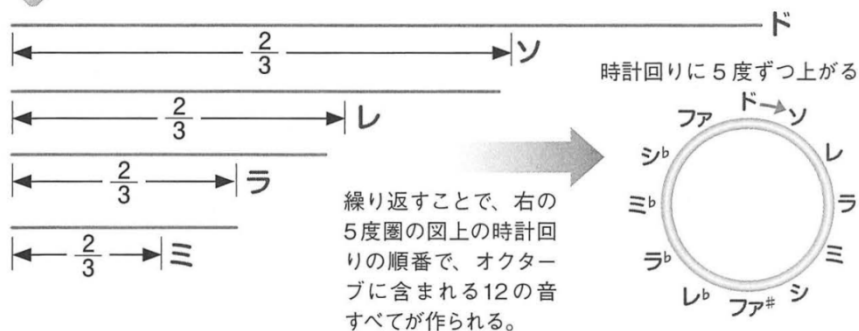 ド
2/3
ソ
2/3
レ
2/3
ラ
2/3
ミ
繰り返すことで、右の
5度圏の図上の時計回
りの順番で、オクター
ブに含まれる12の音
すべてが作られる。
時計回りに5度ずつ上がる
ド
ソ
レ
ラ
ミ
シ
ファ♯
レ♭
ラ♭
ミ♭
シ♭
ファ